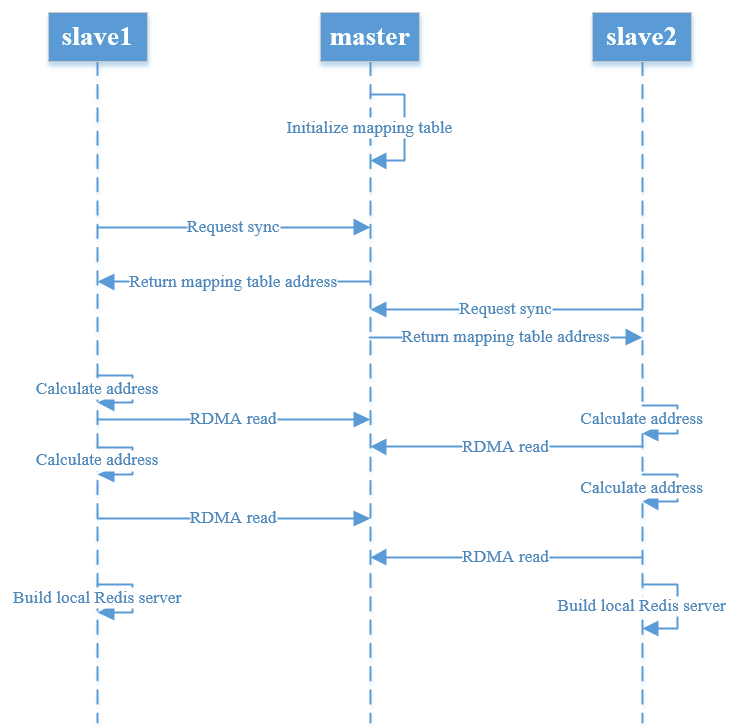 slave1
master
slave2
Initialize mapping table
Request sync
Return mapping table address
Request sync
Return mapping table address
Calculate address
RDMA read
Calculate address
RDMA read
Calculate address
Calculate address
RDMA read
RDMA read
Build local Redis server
Build local Redis server